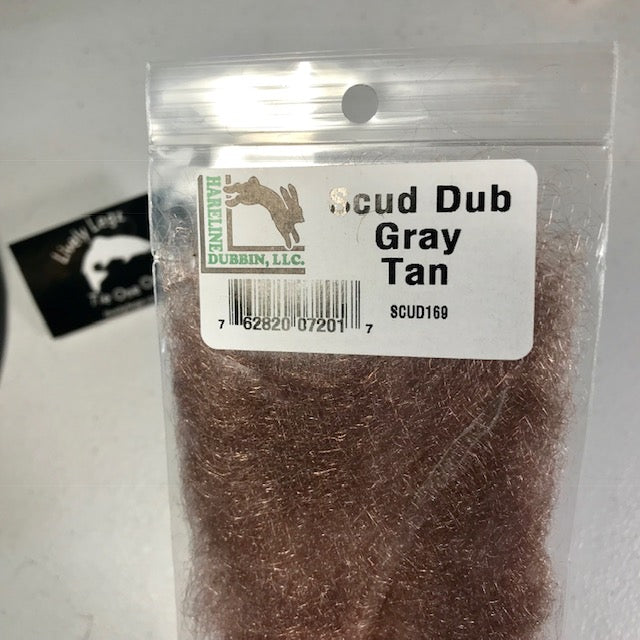 HARELINE
DUBBIN, LLC.
Scud Dub
Gray
Tan
7 62820 07201 7
SCUD169
Lively Legz